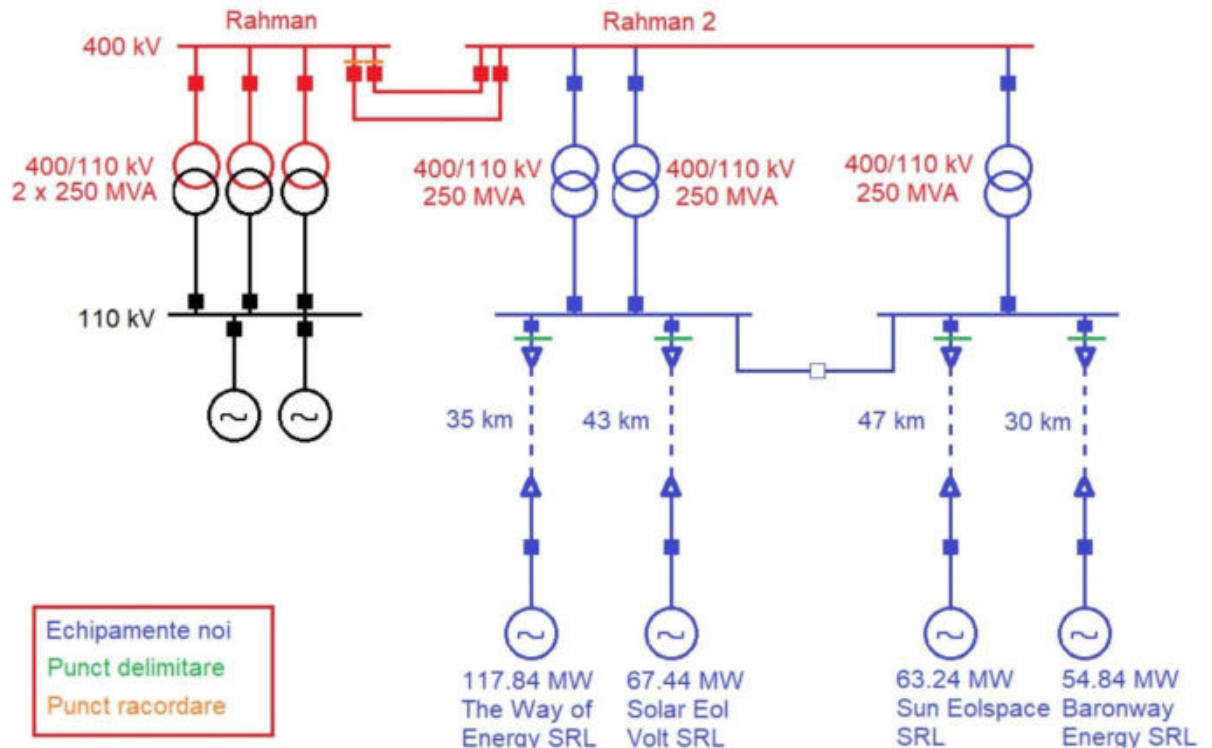 Rahman
Rahman 2
400 kV
400/110 kV
2 x 250 MVA
400/110 kV
250 MVA
400/110 kV
250 MVA
400/110 kV
250 MVA
110 kV
35 km
43 km
47 km
30 km
Echipamente noi
Punct delimitare
Punct racordare
117.84 MW
The Way of
Energy SRL
67.44 MW
Solar Eol
Volt SRL
63.24 MW
Sun Eolspace
SRL
54.84 MW
Baronway
Energy SRL